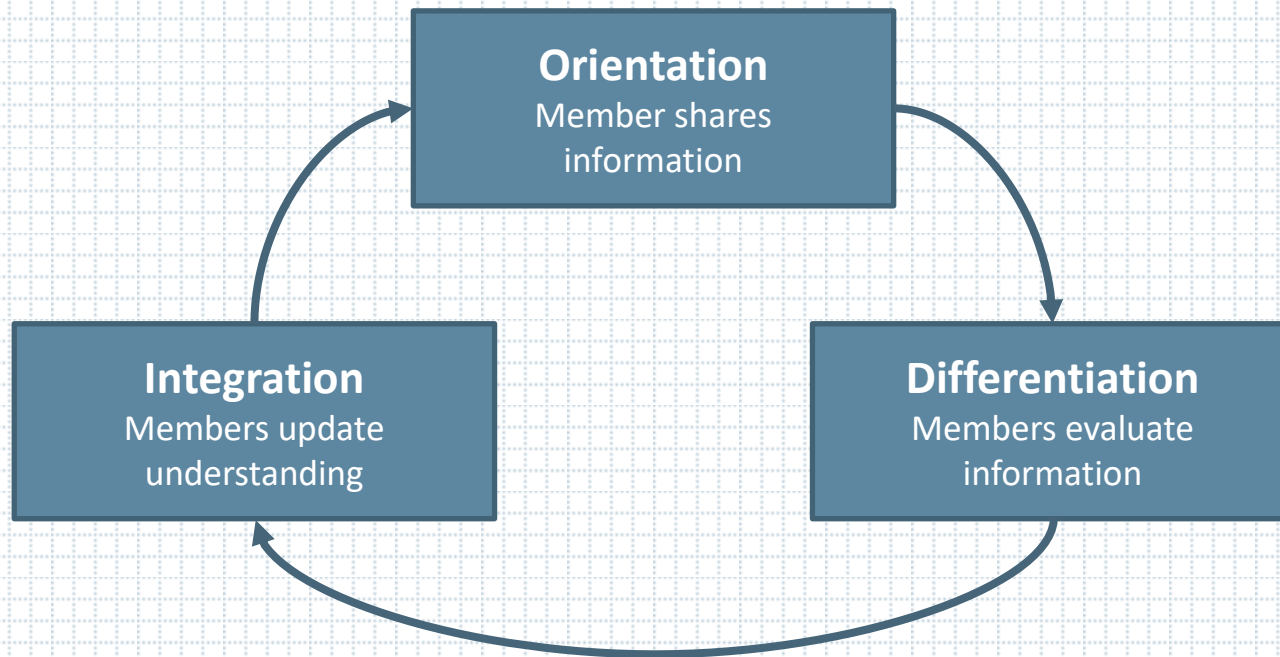 Orientation
Member shares
information
Integration
Members update
understanding
Differentiation
Members evaluate
information